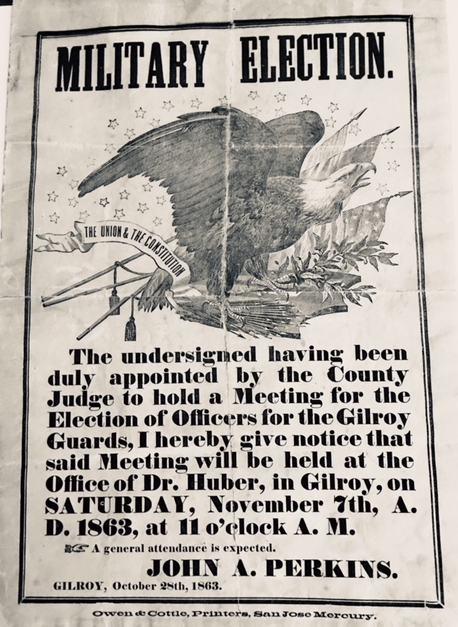 MILITARY ELECTION.
THE UNION & THE CONSTITUTION
The undersigned having been
duly appointed by the County
Judge to hold a Meeting for the
Election of Officers for the Gilroy
Guards, I hereby give notice that
said Meeting will be held at the
Office of Dr. Huber, in Gilroy, on
SATURDAY, November 7th, A.
D. 1863, at 11 o'clock A. M.
☞ A general attendance is expected.
JOHN A. PERKINS.
GILROY, October 28th, 1863.
Owen & Cottle, Printers, San Jose Mercury.